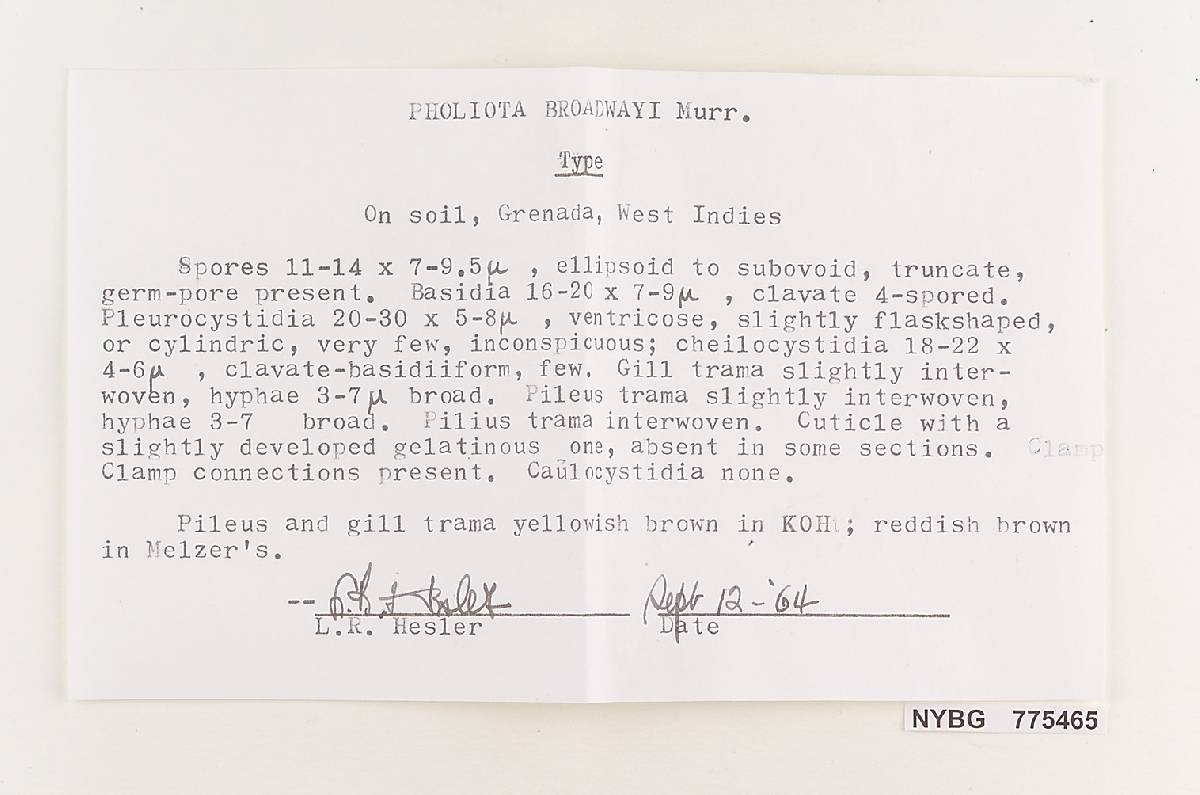 PHOLIOTA BROADWAYI Murr.
Type
On soil, Grenada, West Indies
Spores 11-14 x 7-9.5µ , ellipsoid to subovoid, truncate,
germ-pore present. Basidia 16-20 x 7-9µ , clavate 4-spored.
Pleurocystidia 20-30 x 5-8µ , ventricose, slightly flaskshaped,
or cylindric, very few, inconspicuous; cheilocystidia 18-22 x
4-6µ , clavate-basidiiform, few. Gill trama slightly inter-
woven, hyphae 3-7µ broad. Pileus trama slightly interwoven,
hyphae 3-7 broad. Pilius trama interwoven. Cuticle with a
slightly developed gelatinous one, absent in some sections. Clamp
Clamp connections present. Caulocystidia none.
Pileus and gill trama yellowish brown in KOH ; reddish brown
in Melzer's.
-- L.R. Hesler Sept 12-'64
L.R. Hesler Date
NYBG 775465